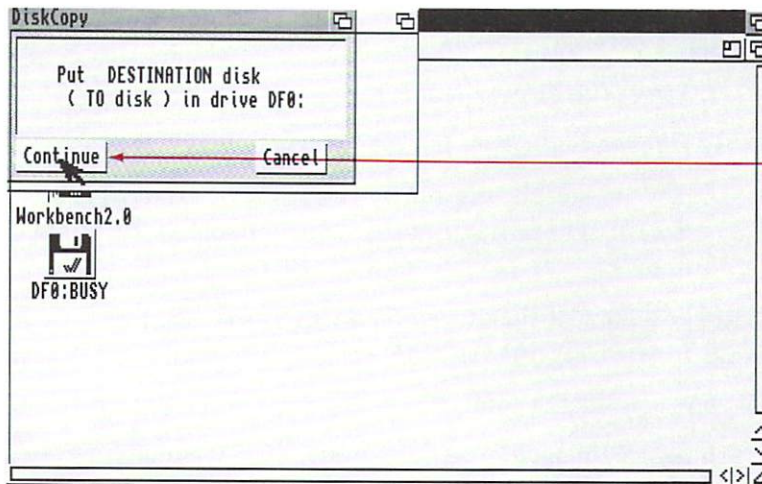 DiskCopy
Put DESTINATION disk
( TO disk ) in drive DF0:
Continue
Cancel
Workbench2.0
DF0:BUSY